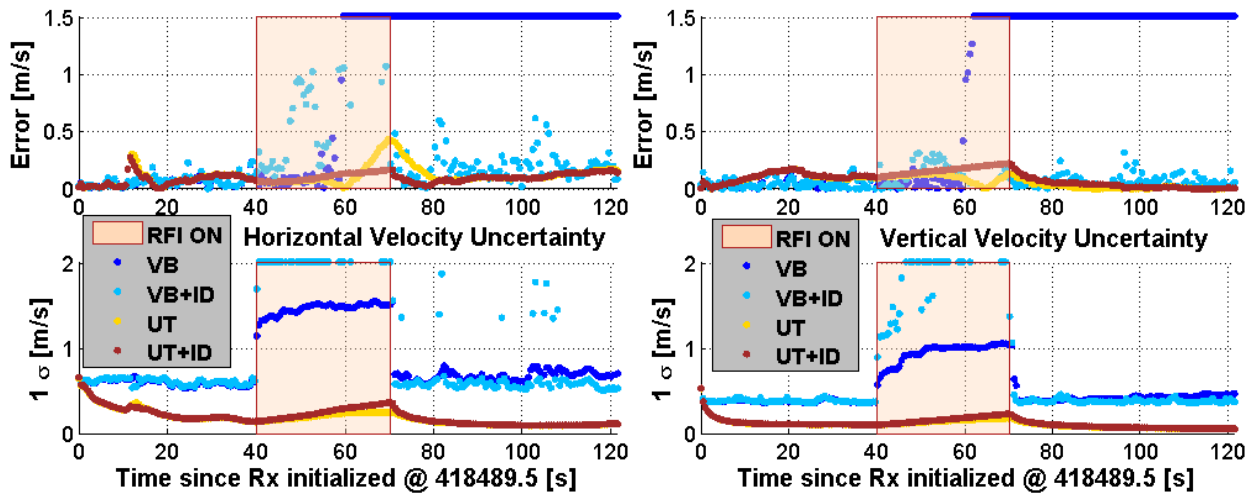 1.5
1
0.5
0
Error [m/s]
0 20 40 60 80 100 120
1.5
1
0.5
0
Error [m/s]
0 20 40 60 80 100 120
Horizontal Velocity Uncertainty
RFI ON
VB
VB+ID
UT
UT+ID
2
1
0
1 σ [m/s]
0 20 40 60 80 100 120
Time since Rx initialized @ 418489.5 [s]
Vertical Velocity Uncertainty
RFI ON
VB
VB+ID
UT
UT+ID
2
1
0
1 σ [m/s]
0 20 40 60 80 100 120
Time since Rx initialized @ 418489.5 [s]